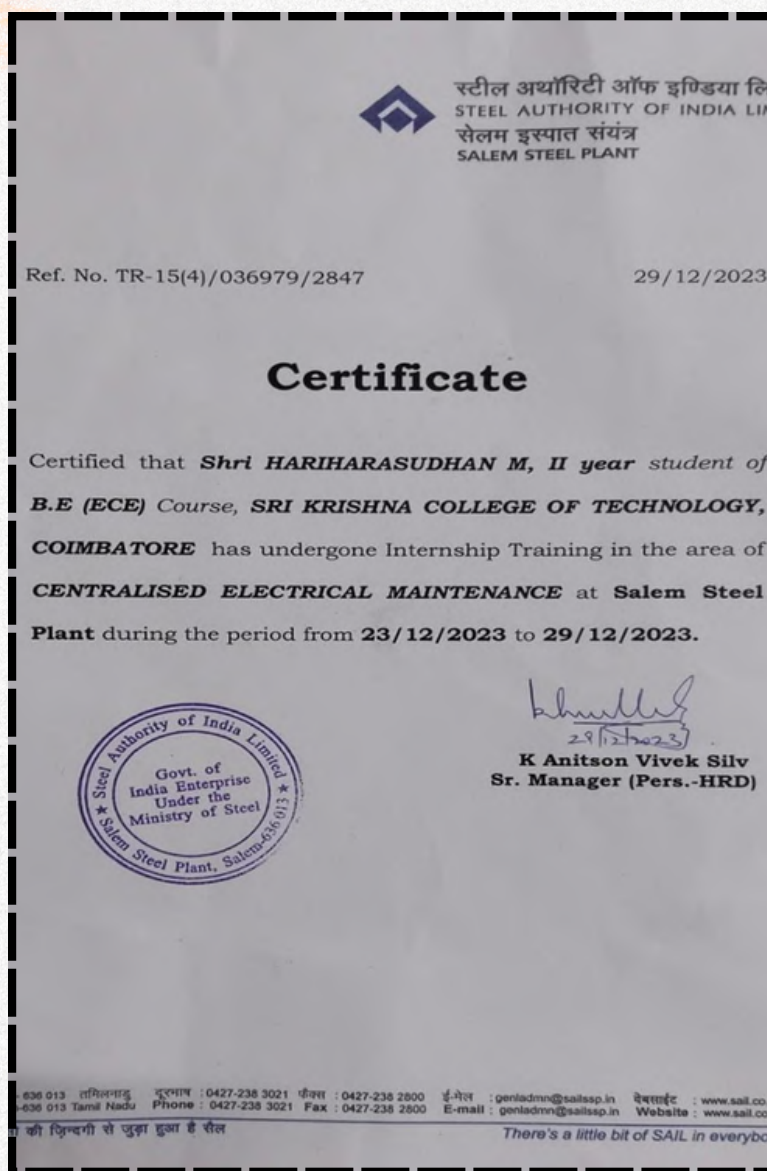 स्टील अथॉरिटी ऑफ इण्डिया लि
STEEL AUTHORITY OF INDIA LI
सेलम इस्पात संयंत्र
SALEM STEEL PLANT
Ref. No. TR-15(4)/036979/2847 29/12/2023
Certificate
Certified that Shri HARIHARASUDHAN M, II year student of
B.E (ECE) Course, SRI KRISHNA COLLEGE OF TECHNOLOGY,
COIMBATORE has undergone Internship Training in the area of
CENTRALISED ELECTRICAL MAINTENANCE at Salem Steel
Plant during the period from 23/12/2023 to 29/12/2023.
29/12/2023
K Anitson Vivek Silv
Sr. Manager (Pers.-HRD)
Steel Authority of India Limited
Govt. of
India Enterprise
Under the
Ministry of Steel
Salem Steel Plant, Salem-636 013
636 013 तमिलनाडु दूरभाष : 0427-238 3021 फैक्स : 0427-238 2800 ई-मेल : genladmn@sailssp.in वेबसाईट : www.sail.co
-636 013 Tamil Nadu Phone : 0427-238 3021 Fax : 0427-238 2800 E-mail : genladmn@sailssp.in Website : www.sail.co
की ज़िन्दगी से जुड़ा हुआ है सेल
There's a little bit of SAIL in everybo